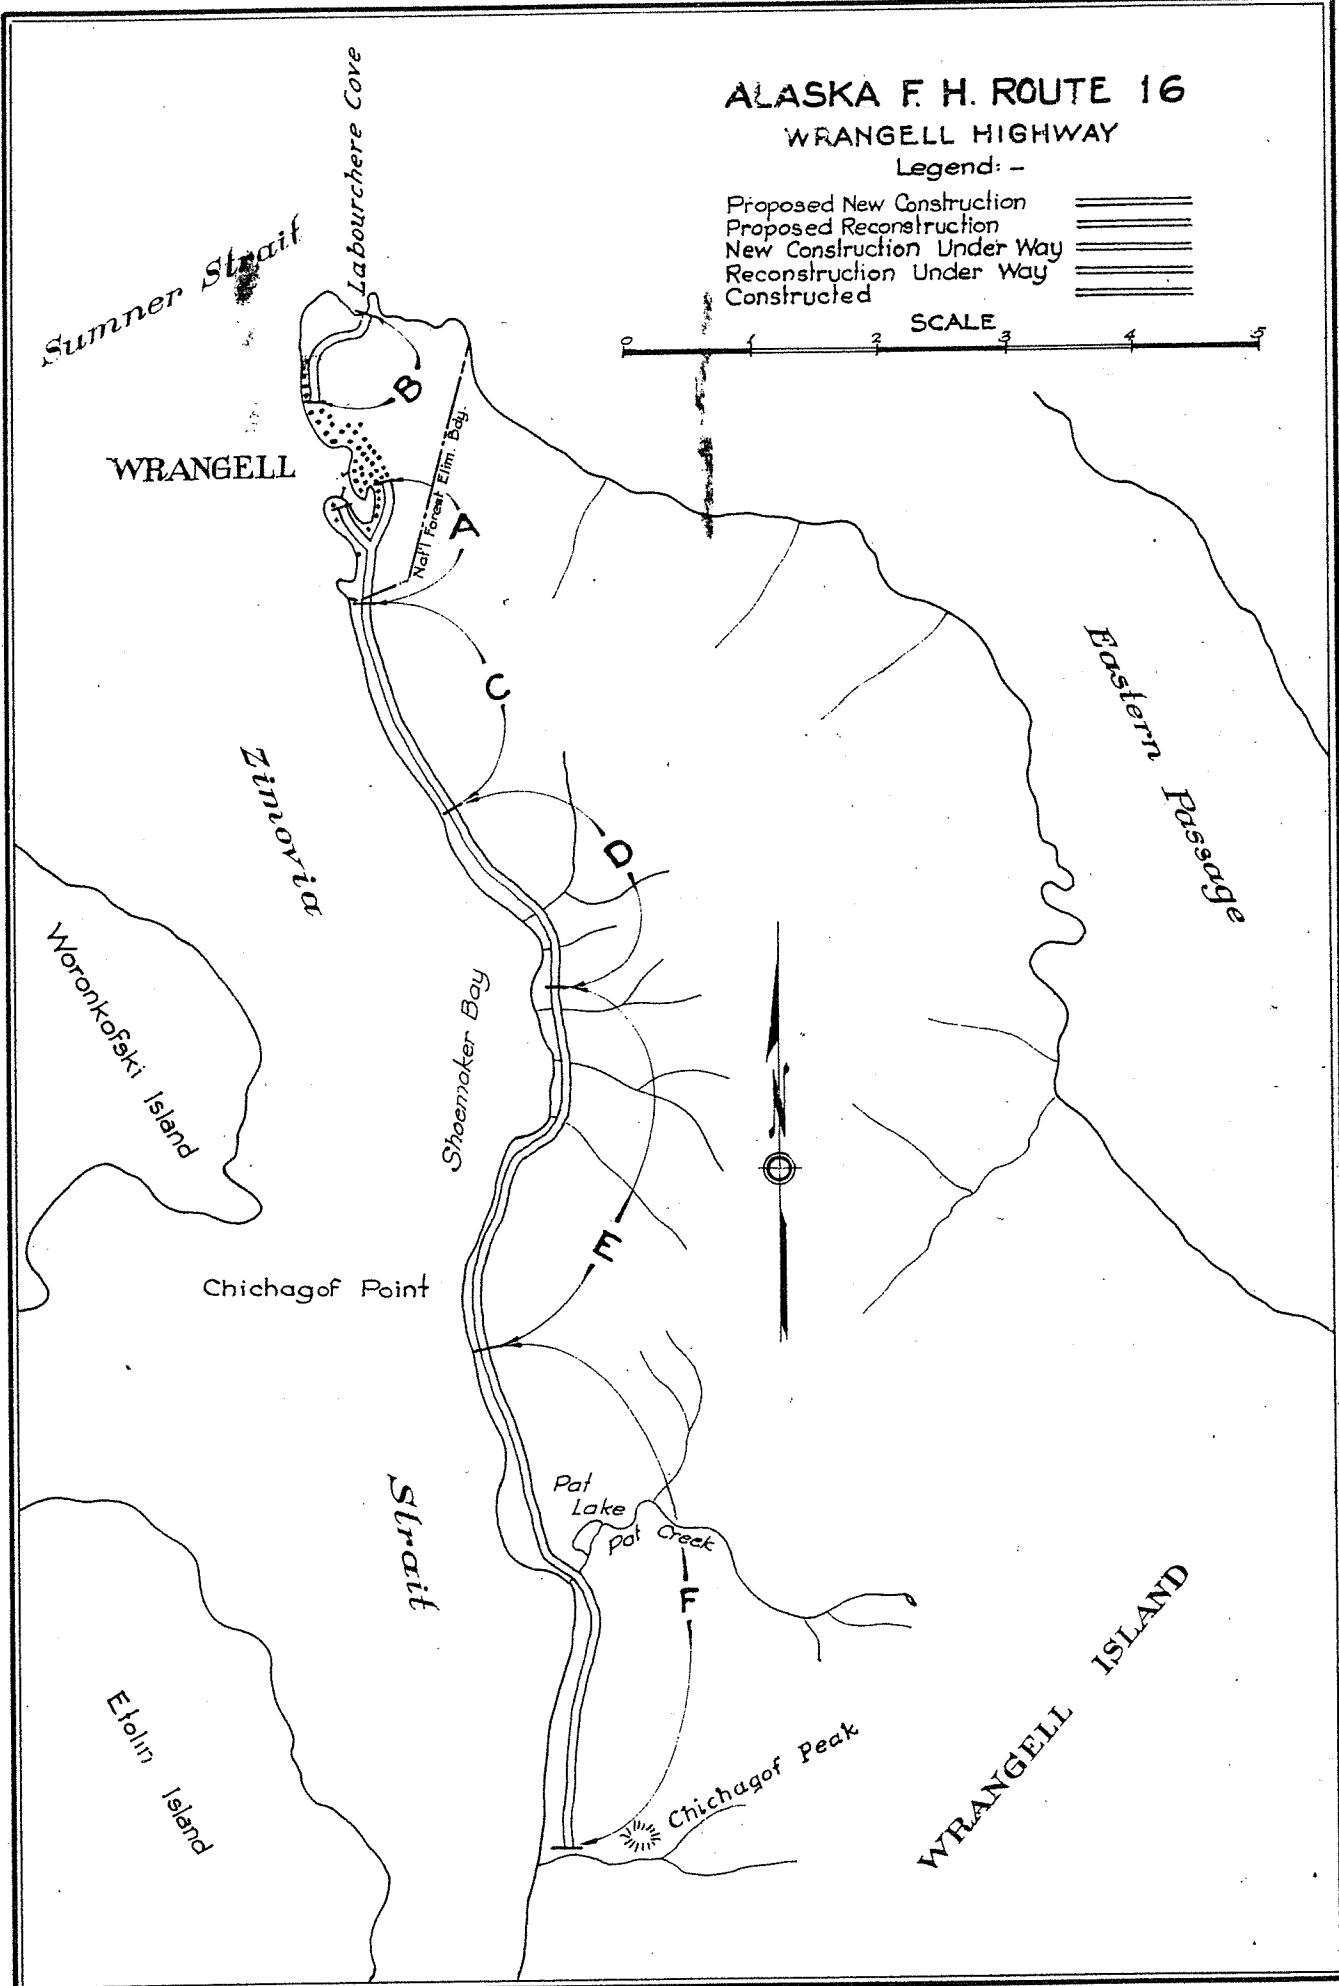 ALASKA F. H. ROUTE 16
WRANGELL HIGHWAY
Legend: -
Proposed New Construction
Proposed Reconstruction
New Construction Under Way
Reconstruction Under Way
Constructed
SCALE
0 1 2 3 4 5
Labourchere Cove
Sumner Strait
B
WRANGELL
Nat'l Forest Elim. Bdy.
A
C
Eastern Passage
Zimovia
D
Woronkofski Island
Shoemaker Bay
N
E
Chichagof Point
Strait
Pat
Lake
Pat Creek
F
WRANGELL ISLAND
Etolin Island
Chichagof Peak